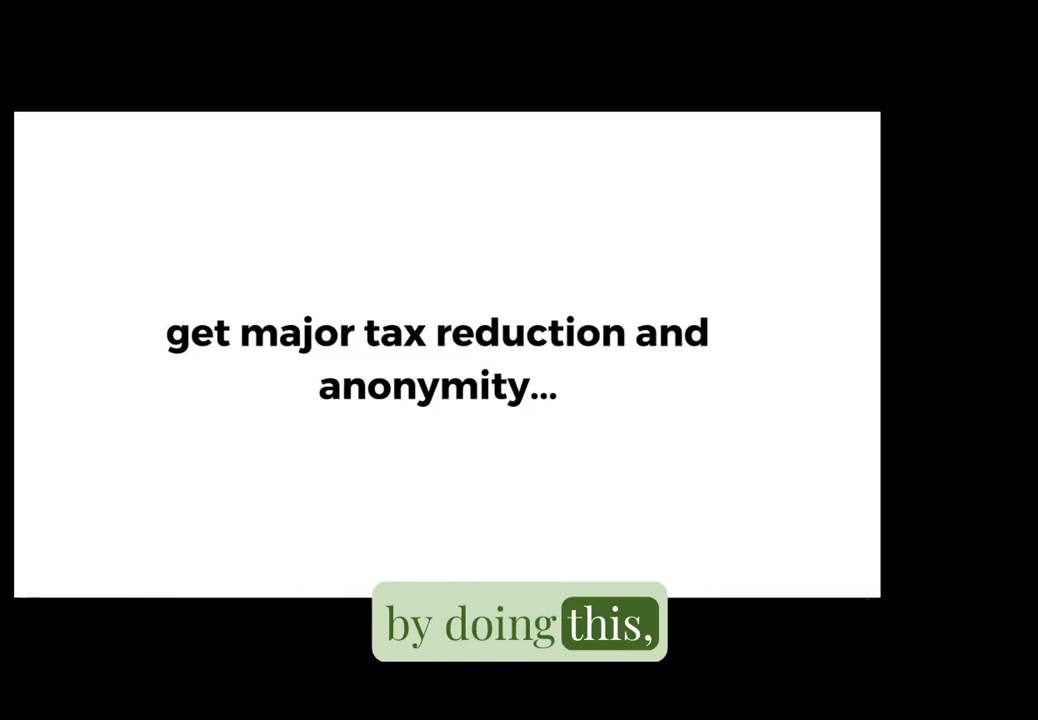 get major tax reduction and
anonymity...
by doing this,